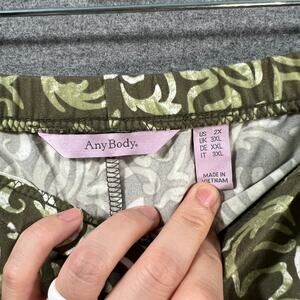 AnyBody.
US 2X
UK 3XL
DE XXL
IT 3XL
MADE IN
VIETNAM